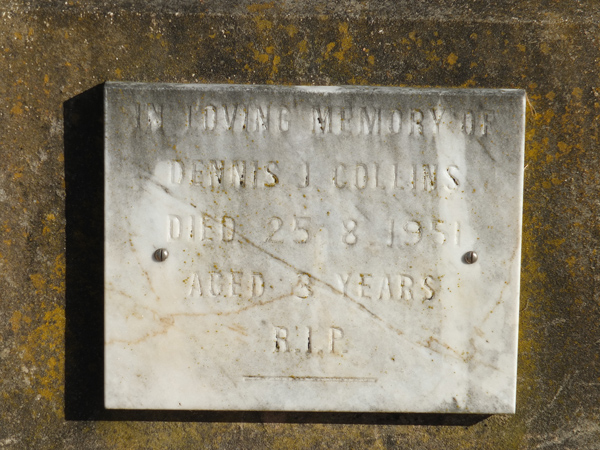 IN LOVING MEMORY OF
DENNIS J. COLLINS
DIED 25 8 1951
AGED 3 YEARS
R.I.P.